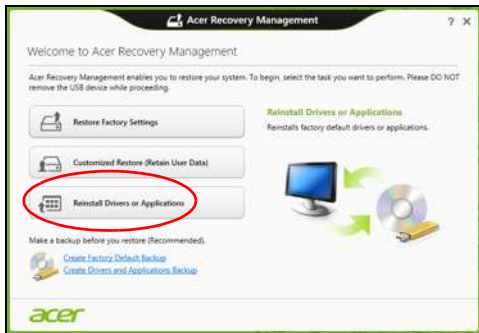 Acer Recovery Management
? X
Welcome to Acer Recovery Management
Acer Recovery Management enables you to restore your system. To begin, select the task you want to perform. Please DO NOT
remove the USB device while proceeding.
Restore Factory Settings
Reinstall Drivers or Applications
Reinstalls factory default drivers or applications.
Customized Restore (Retain User Data)
Reinstall Drivers or Applications
Make a backup before you restore (Recommended).
Create Factory Default Backup
Create Drivers and Applications Backup
acer